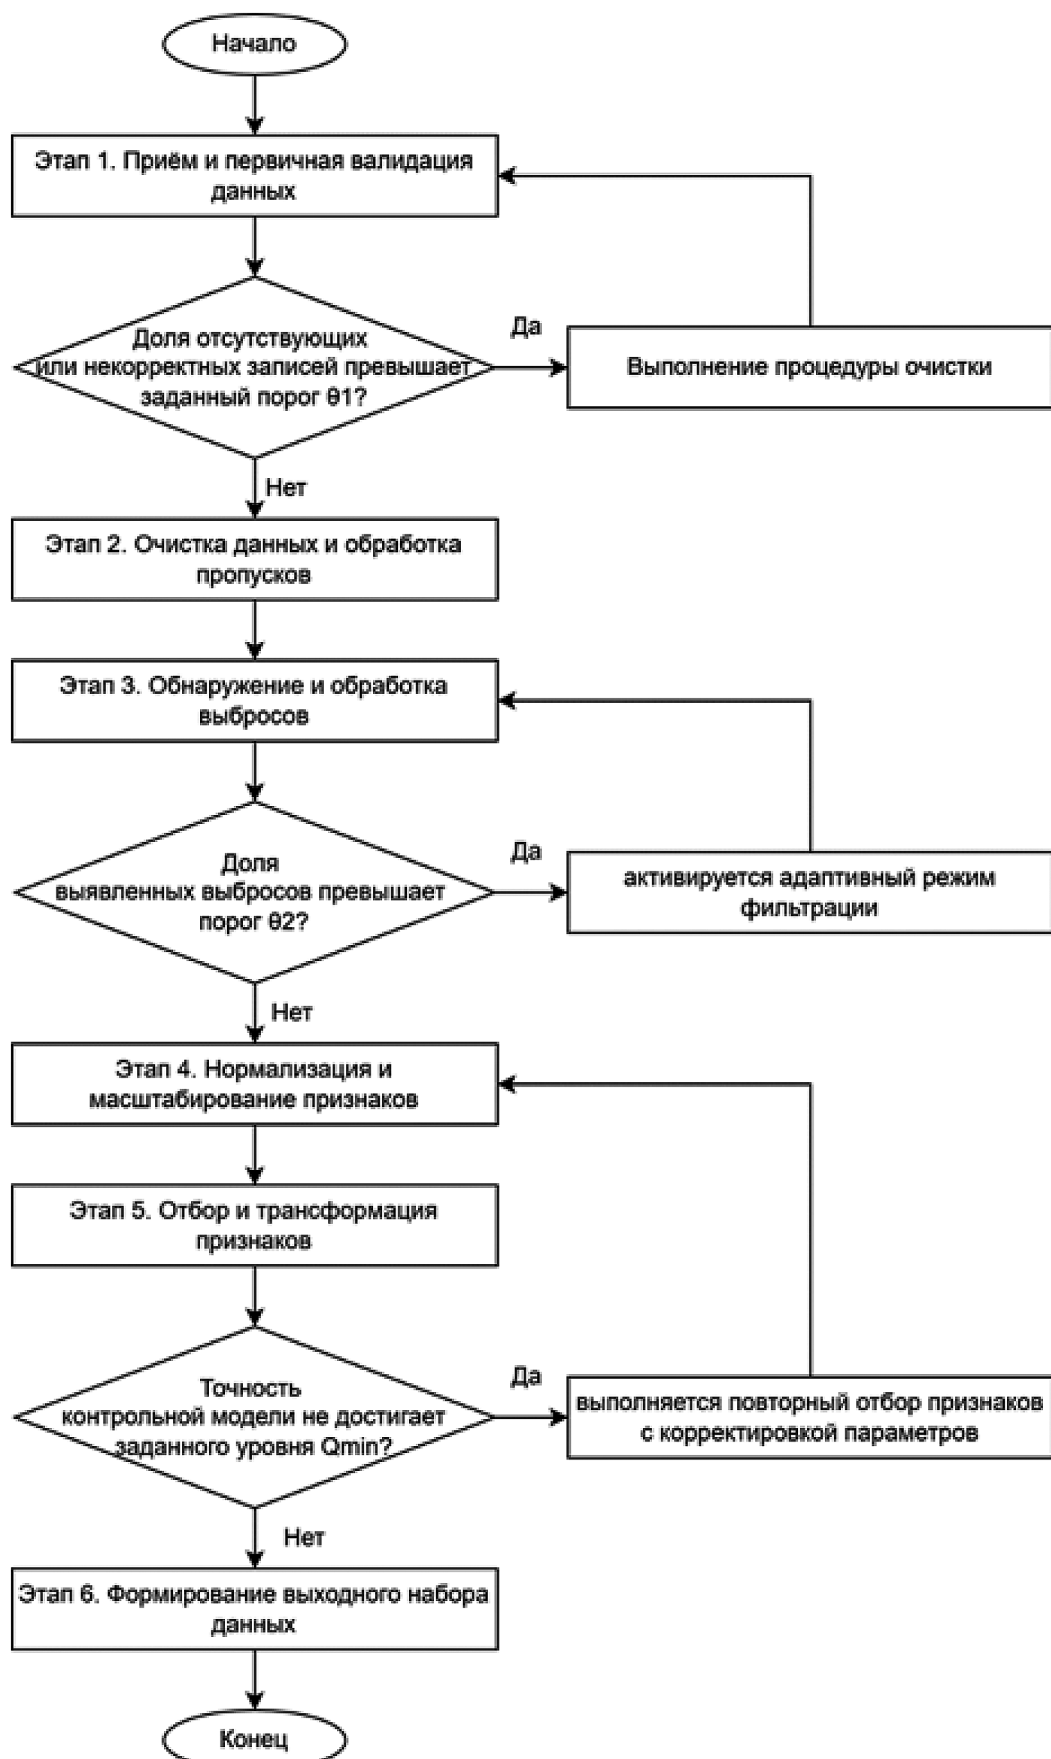 Начало
Этап 1. Приём и первичная валидация
данных
Доля отсутствующих
или некорректных записей превышает
заданный порог θ1?
Да
Выполнение процедуры очистки
Нет
Этап 2. Очистка данных и обработка
пропусков
Этап 3. Обнаружение и обработка
выбросов
Доля
выявленных выбросов превышает
порог θ2?
Да
активируется адаптивный режим
фильтрации
Нет
Этап 4. Нормализация и
масштабирование признаков
Этап 5. Отбор и трансформация
признаков
Точность
контрольной модели не достигает
заданного уровня Qmin?
Да
выполняется повторный отбор признаков
с корректировкой параметров
Нет
Этап 6. Формирование выходного набора
данных
Конец